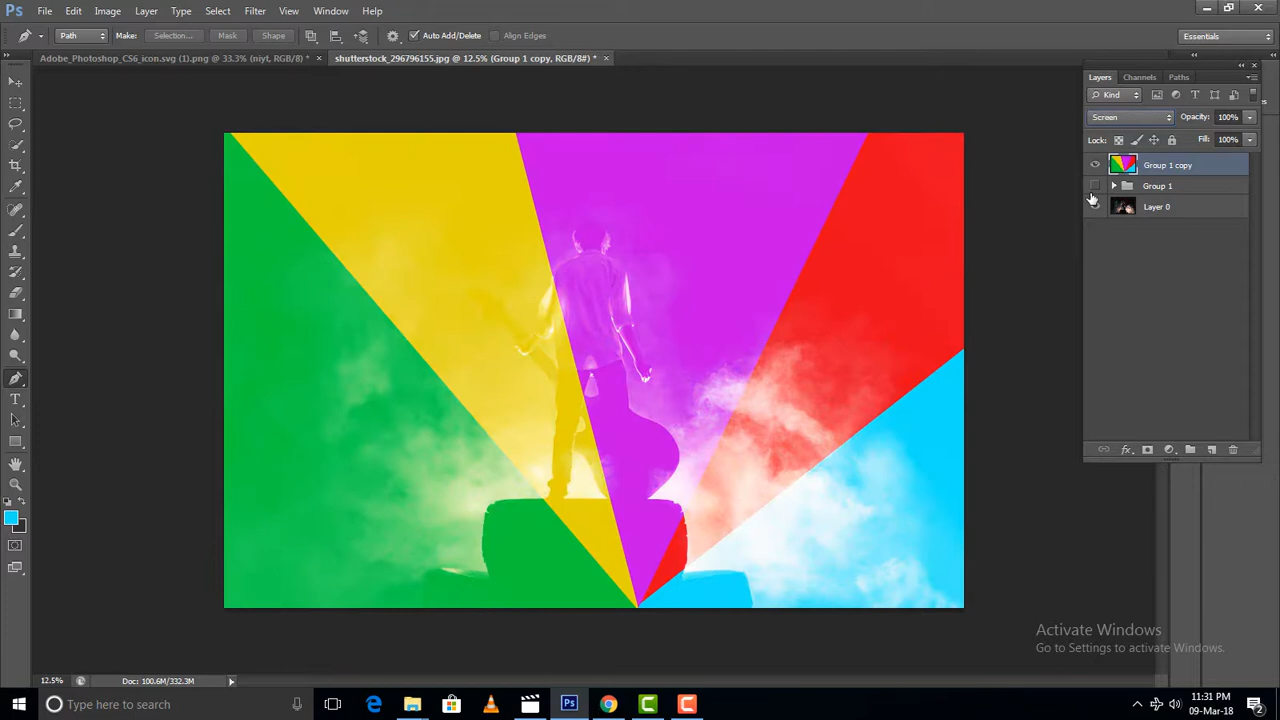 Ps File Edit Image Layer Type Select Filter View Window Help
Path Make: Selection... Mask Shape Auto Add/Delete Align Edges Essentials
Adobe_Photoshop_CS6_icon.svg (1).png @ 33.3% (niyt, RGB/8) * × shutterstock_296796155.jpg @ 12.5% (Group 1 copy, RGB/8#) * ×
Layers Channels Paths
Kind
Screen Opacity: 100%
Lock: Fill: 100%
Group 1 copy
Group 1
Layer 0
fx
Activate Windows
Go to Settings to activate Windows.
12.5% Doc: 100.6M/332.3M
Type here to search
Ps
11:31 PM
09-Mar-18
2